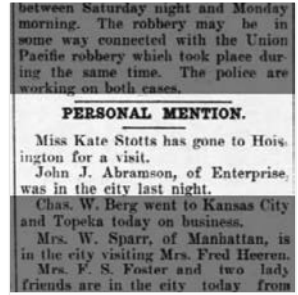 between Saturday night and Monday
morning. The robbery may be in
some way connected with the Union
Pacific robbery which took place dur-
ing the same time. The police are
working on both cases.
PERSONAL MENTION.
Miss Kate Stotts has gone to Hois-
ington for a visit.
John J. Abramson, of Enterprise,
was in the city last night.
Chas. W. Berg went to Kansas City
and Topeka today on business.
Mrs. W. Sparr, of Manhattan, is
in the city visiting Mrs. Fred Heeren.
Mrs. F. S. Foster and two lady
friends are in the city today from